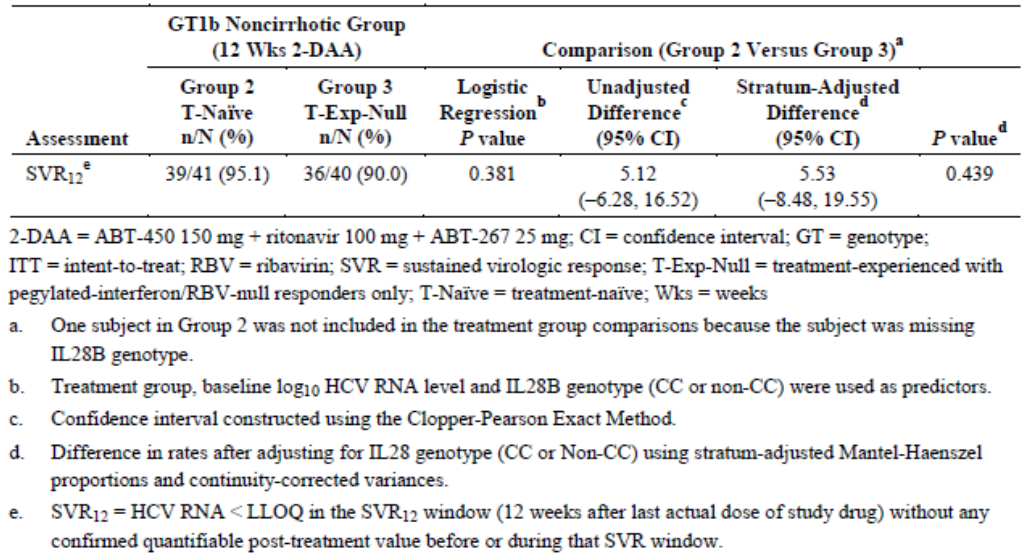 GT1b Noncirrhotic Group
(12 Wks 2-DAA) Comparison (Group 2 Versus Group 3)a
Group 2 Group 3 Logistic Unadjusted Stratum-Adjusted
T-Naïve T-Exp-Null Regressionb Differencec Differenced
Assessment n/N (%) n/N (%) P value (95% CI) (95% CI) P valued
SVR12e 39/41 (95.1) 36/40 (90.0) 0.381 5.12 5.53 0.439
(–6.28, 16.52) (–8.48, 19.55)
2-DAA = ABT-450 150 mg + ritonavir 100 mg + ABT-267 25 mg; CI = confidence interval; GT = genotype;
ITT = intent-to-treat; RBV = ribavirin; SVR = sustained virologic response; T-Exp-Null = treatment-experienced with
pegylated-interferon/RBV-null responders only; T-Naïve = treatment-naïve; Wks = weeks
a. One subject in Group 2 was not included in the treatment group comparisons because the subject was missing
IL28B genotype.
b. Treatment group, baseline log10 HCV RNA level and IL28B genotype (CC or non-CC) were used as predictors.
c. Confidence interval constructed using the Clopper-Pearson Exact Method.
d. Difference in rates after adjusting for IL28 genotype (CC or Non-CC) using stratum-adjusted Mantel-Haenszel
proportions and continuity-corrected variances.
e. SVR12 = HCV RNA < LLOQ in the SVR12 window (12 weeks after last actual dose of study drug) without any
confirmed quantifiable post-treatment value before or during that SVR window.